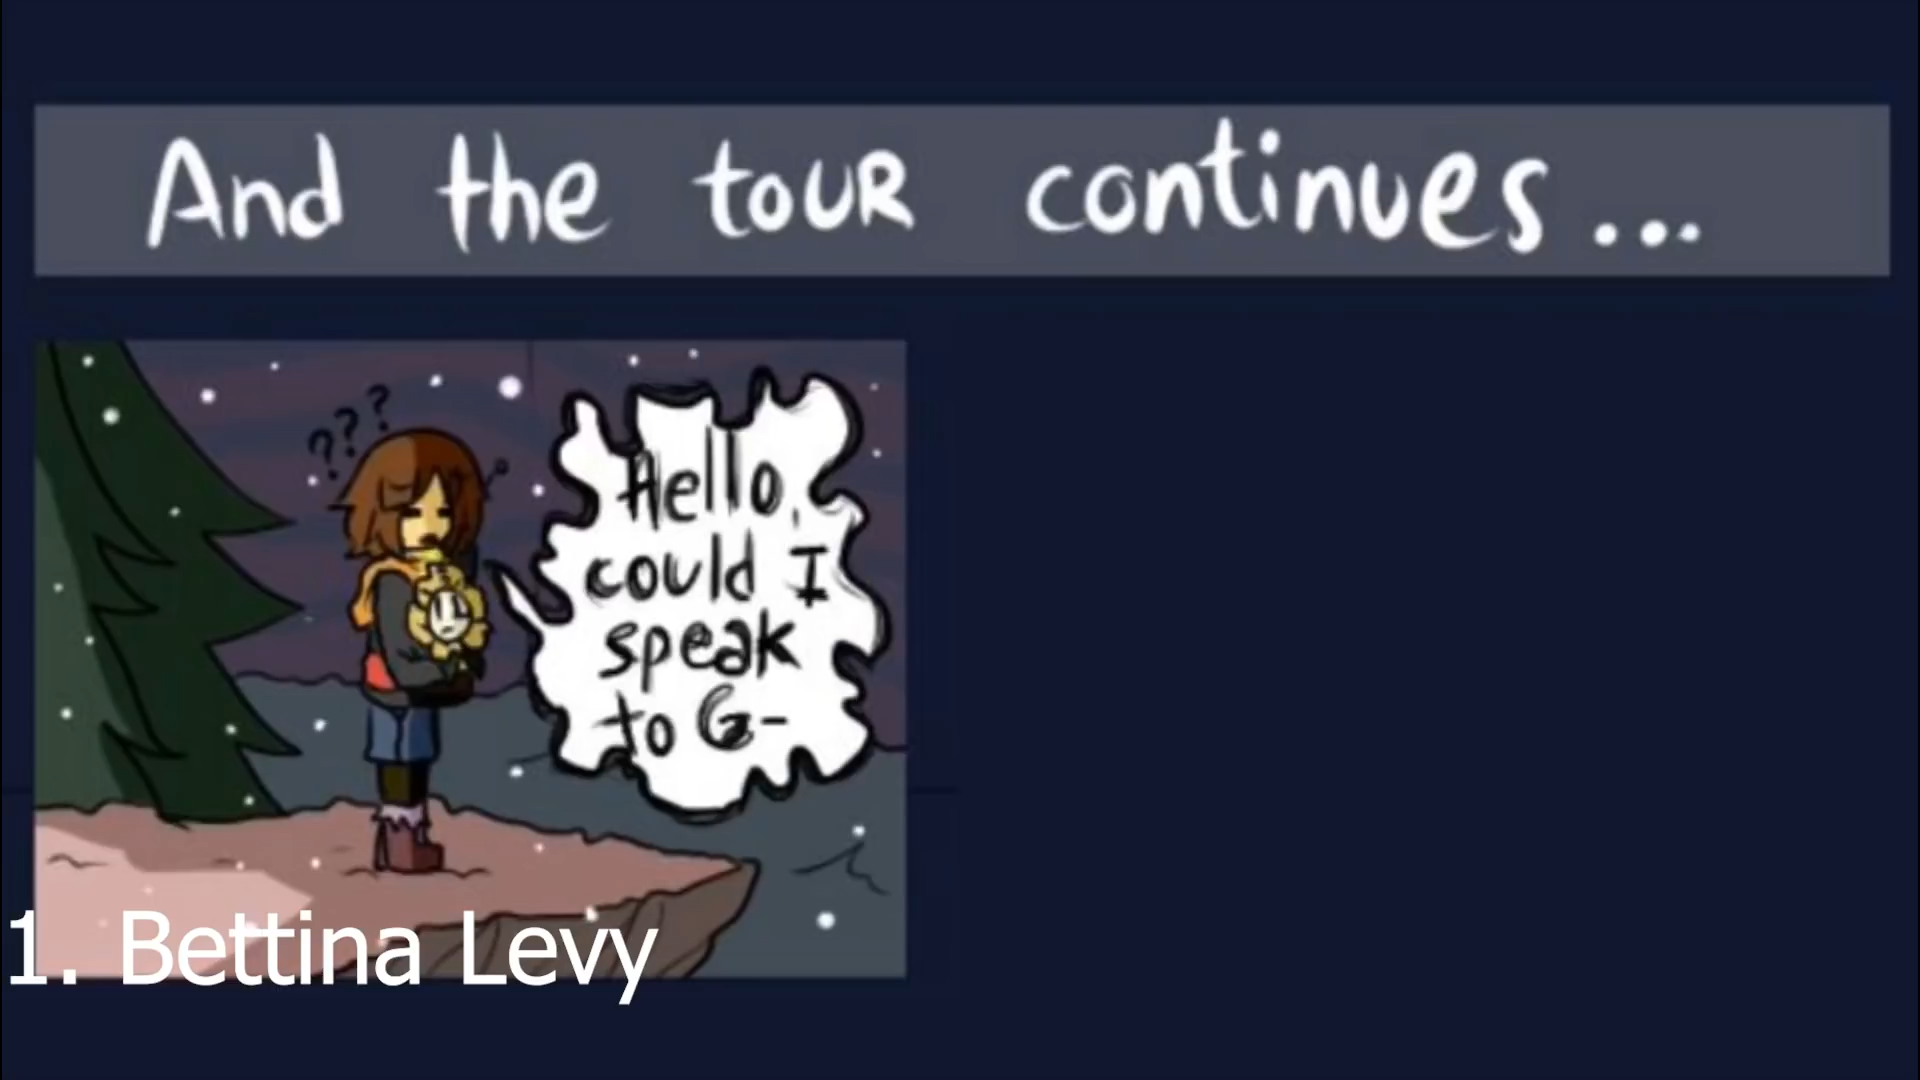 And the touR continues...
???
Hello,
could I
speak
to G-
1. Bettina Levy